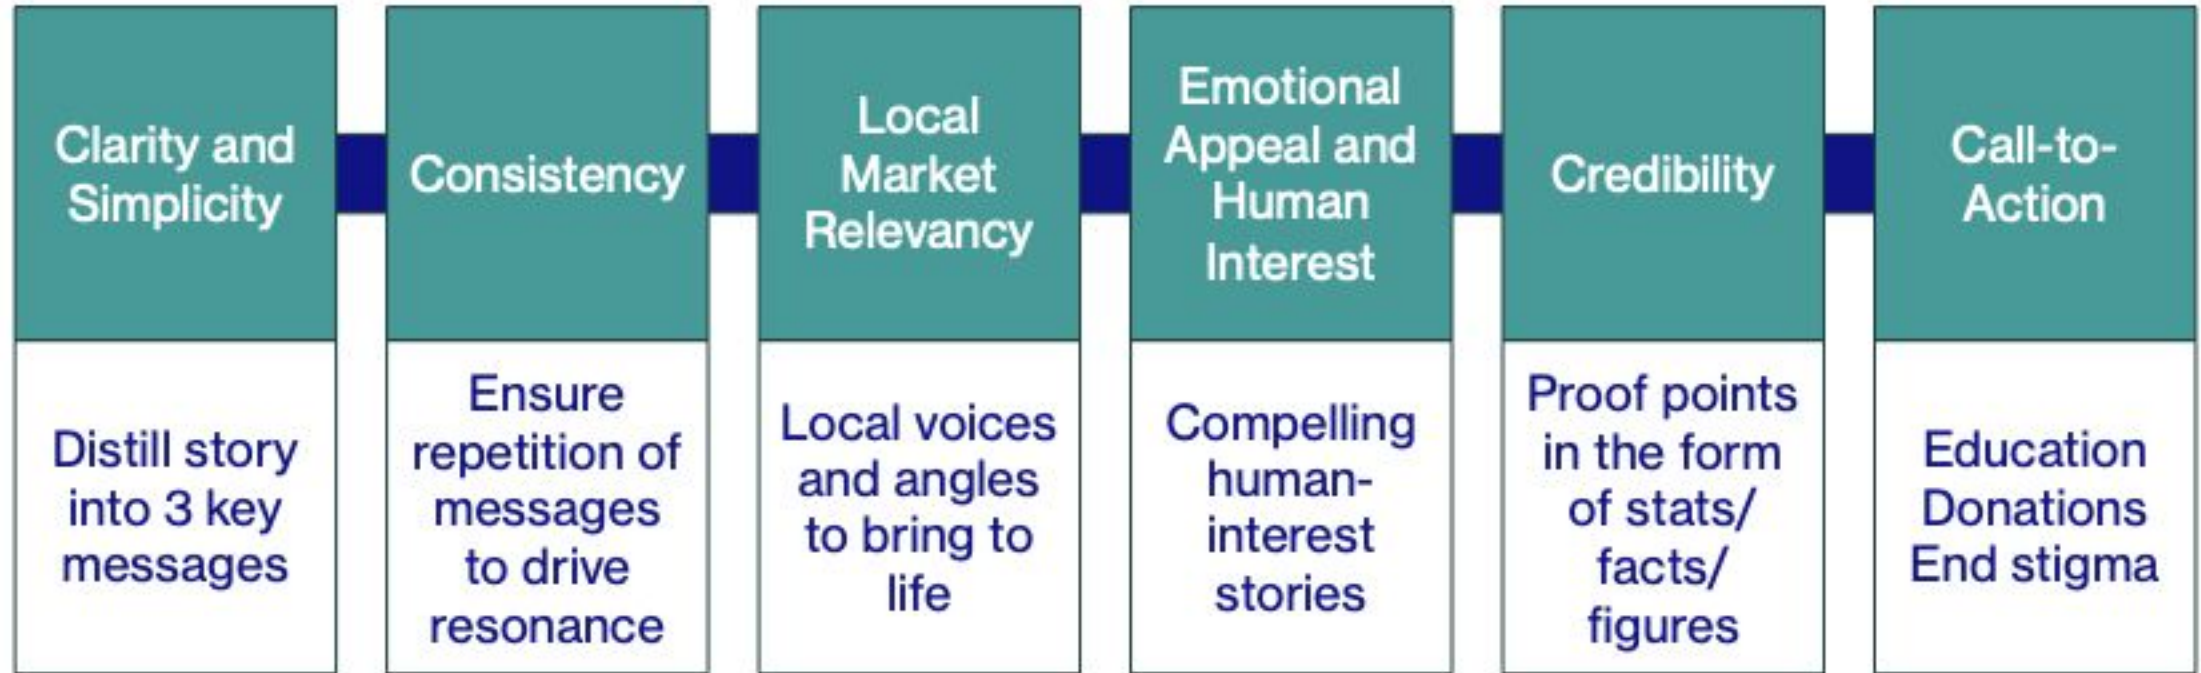 Clarity and
Simplicity
Distill story
into 3 key
messages
Consistency
Ensure
repetition of
messages
to drive
resonance
Local
Market
Relevancy
Local voices
and angles
to bring to
life
Emotional
Appeal and
Human
Interest
Compelling
human-
interest
stories
Credibility
Proof points
in the form
of stats/
facts/
figures
Call-to-
Action
Education
Donations
End stigma